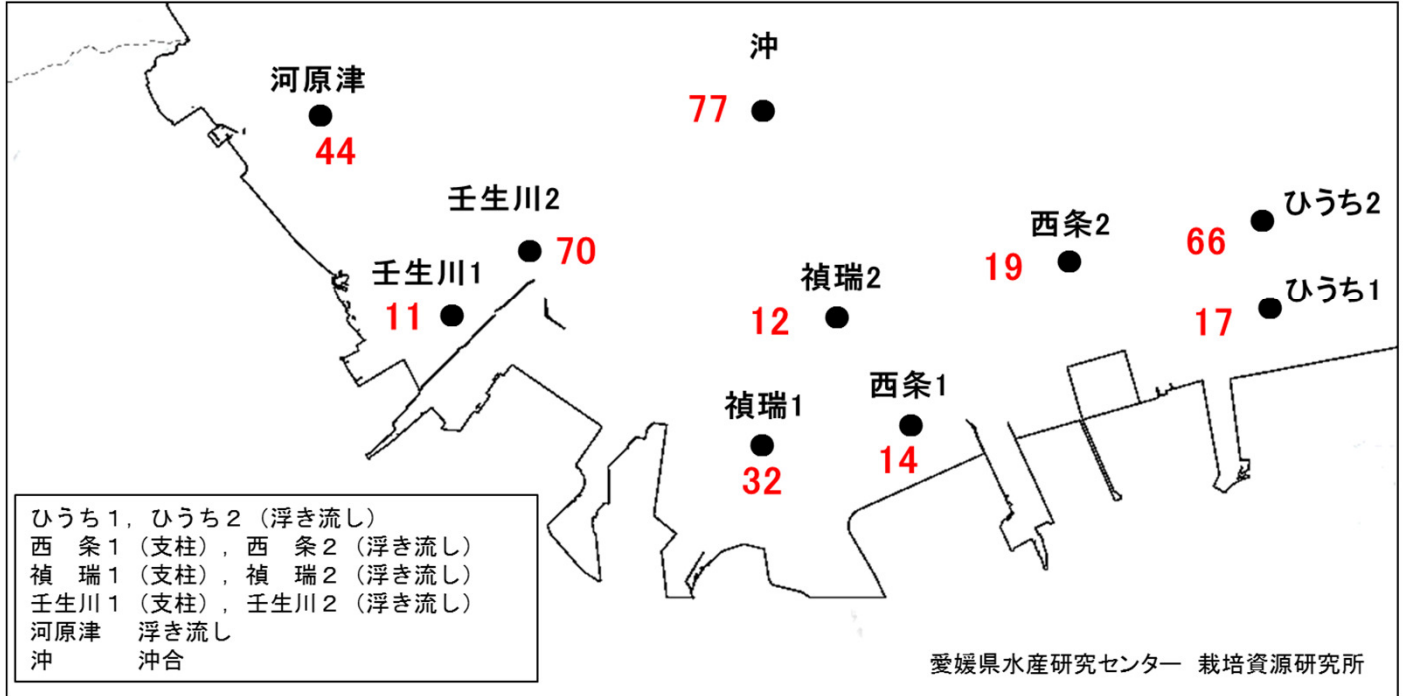 沖
77
河原津
44
壬生川2
70
壬生川1
11
ひうち2
66
西条2
19
ひうち1
17
禎瑞2
12
西条1
14
禎瑞1
32
ひうち１，ひうち２（浮き流し）
西　条１（支柱），西　条２（浮き流し）
禎　瑞１（支柱），禎　瑞２（浮き流し）
壬生川１（支柱），壬生川２（浮き流し）
河原津　　浮き流し
沖　　　　沖合
愛媛県水産研究センター 栽培資源研究所